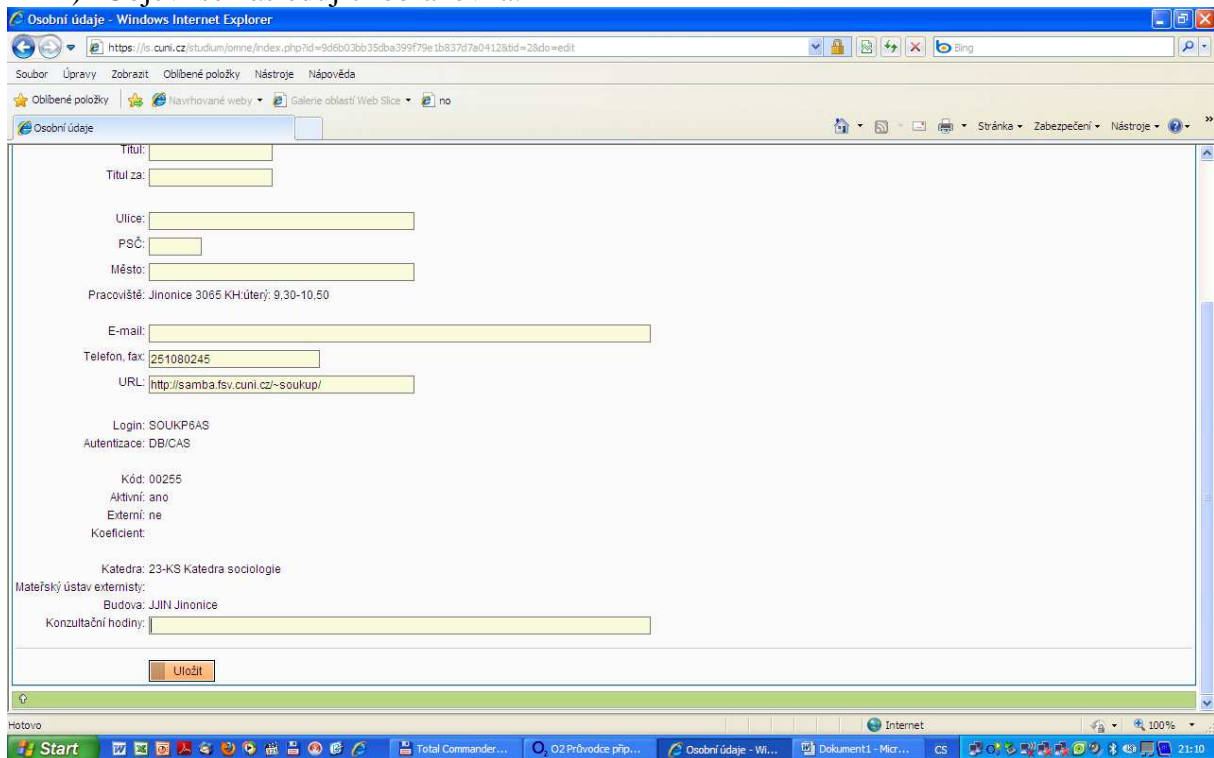 Osobní údaje - Windows Internet Explorer
https://is.cuni.cz/studium/omne/index.php?id=9d6b03bb35dba399f79e1b837d7a0412&tid=2&do=edit
Bing
Soubor Úpravy Zobrazit Oblíbené položky Nástroje Nápověda
Oblíbené položky Navrhované weby Galerie oblastí Web Slice no
Osobní údaje Stránka Zabezpečení Nástroje
Titul:
Titul za:
Ulice:
PSČ:
Město:
Pracoviště: Jinonice 3065 KH:úterý: 9,30-10,50
E-mail:
Telefon, fax: 251080245
URL: http://samba.fsv.cuni.cz/~soukup/
Login: SOUKP6AS
Autentizace: DB/CAS
Kód: 00255
Aktivní: ano
Externí: ne
Koeficient:
Katedra: 23-KS Katedra sociologie
Mateřský ústav externisty:
Budova: JJIN Jinonice
Konzultační hodiny:
Uložit
Hotovo Internet 100%
Start Total Commander... O2 Průvodce přip... Osobní údaje - Wi... Dokument1 - Micr... CS 21:10